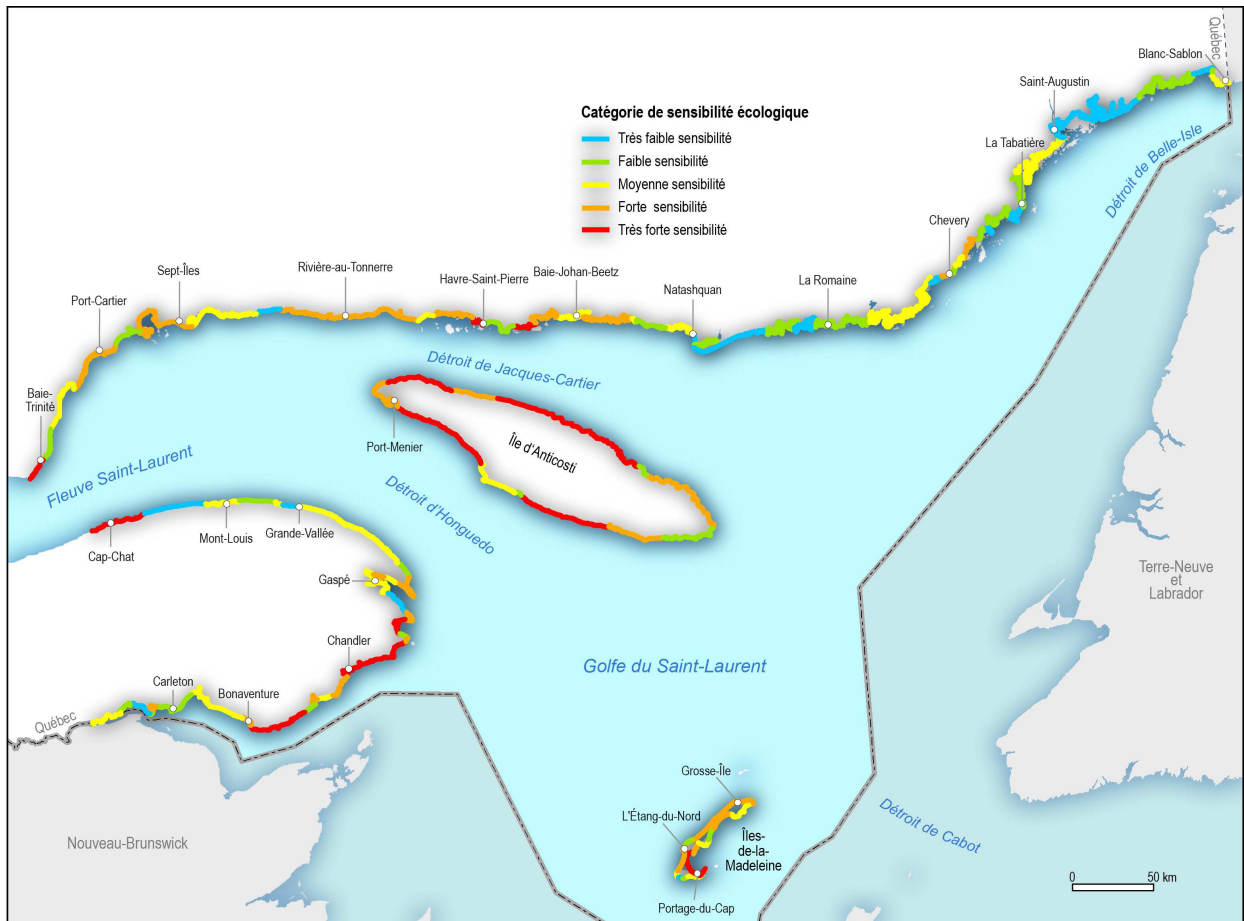 Québec
Blanc-Sablon
Saint-Augustin
Catégorie de sensibilité écologique
Très faible sensibilité
Faible sensibilité
Moyenne sensibilité
Forte sensibilité
Très forte sensibilité
La Tabatière
Détroit de Belle-Isle
Chevery
Sept-Îles
Rivière-au-Tonnerre
Havre-Saint-Pierre
Baie-Johan-Beetz
Natashquan
La Romaine
Port-Cartier
Baie-
Trinité
Détroit de Jacques-Cartier
Port-Menier
Île d'Anticosti
Fleuve Saint-Laurent
Détroit d'Honguedo
Cap-Chat
Mont-Louis
Grande-Vallée
Gaspé
Terre-Neuve
et
Labrador
Chandler
Golfe du Saint-Laurent
Carleton
Bonaventure
Québec
Grosse-Île
L'Étang-du-Nord
Îles-
de-la-
Madeleine
Détroit de Cabot
Nouveau-Brunswick
Portage-du-Cap
0 50 km